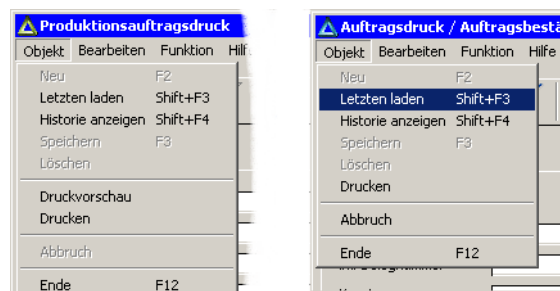 Produktionsauftragsdruck
Objekt Bearbeiten Funktion Hilf
Neu F2
Letzten laden Shift+F3
Historie anzeigen Shift+F4
Speichern F3
Löschen
Druckvorschau
Drucken
Abbruch
Ende F12
Auftragsdruck / Auftragsbestä
Objekt Bearbeiten Funktion Hilfe
Neu F2
Letzten laden Shift+F3
Historie anzeigen Shift+F4
Speichern F3
Löschen
Drucken
Abbruch
Ende F12